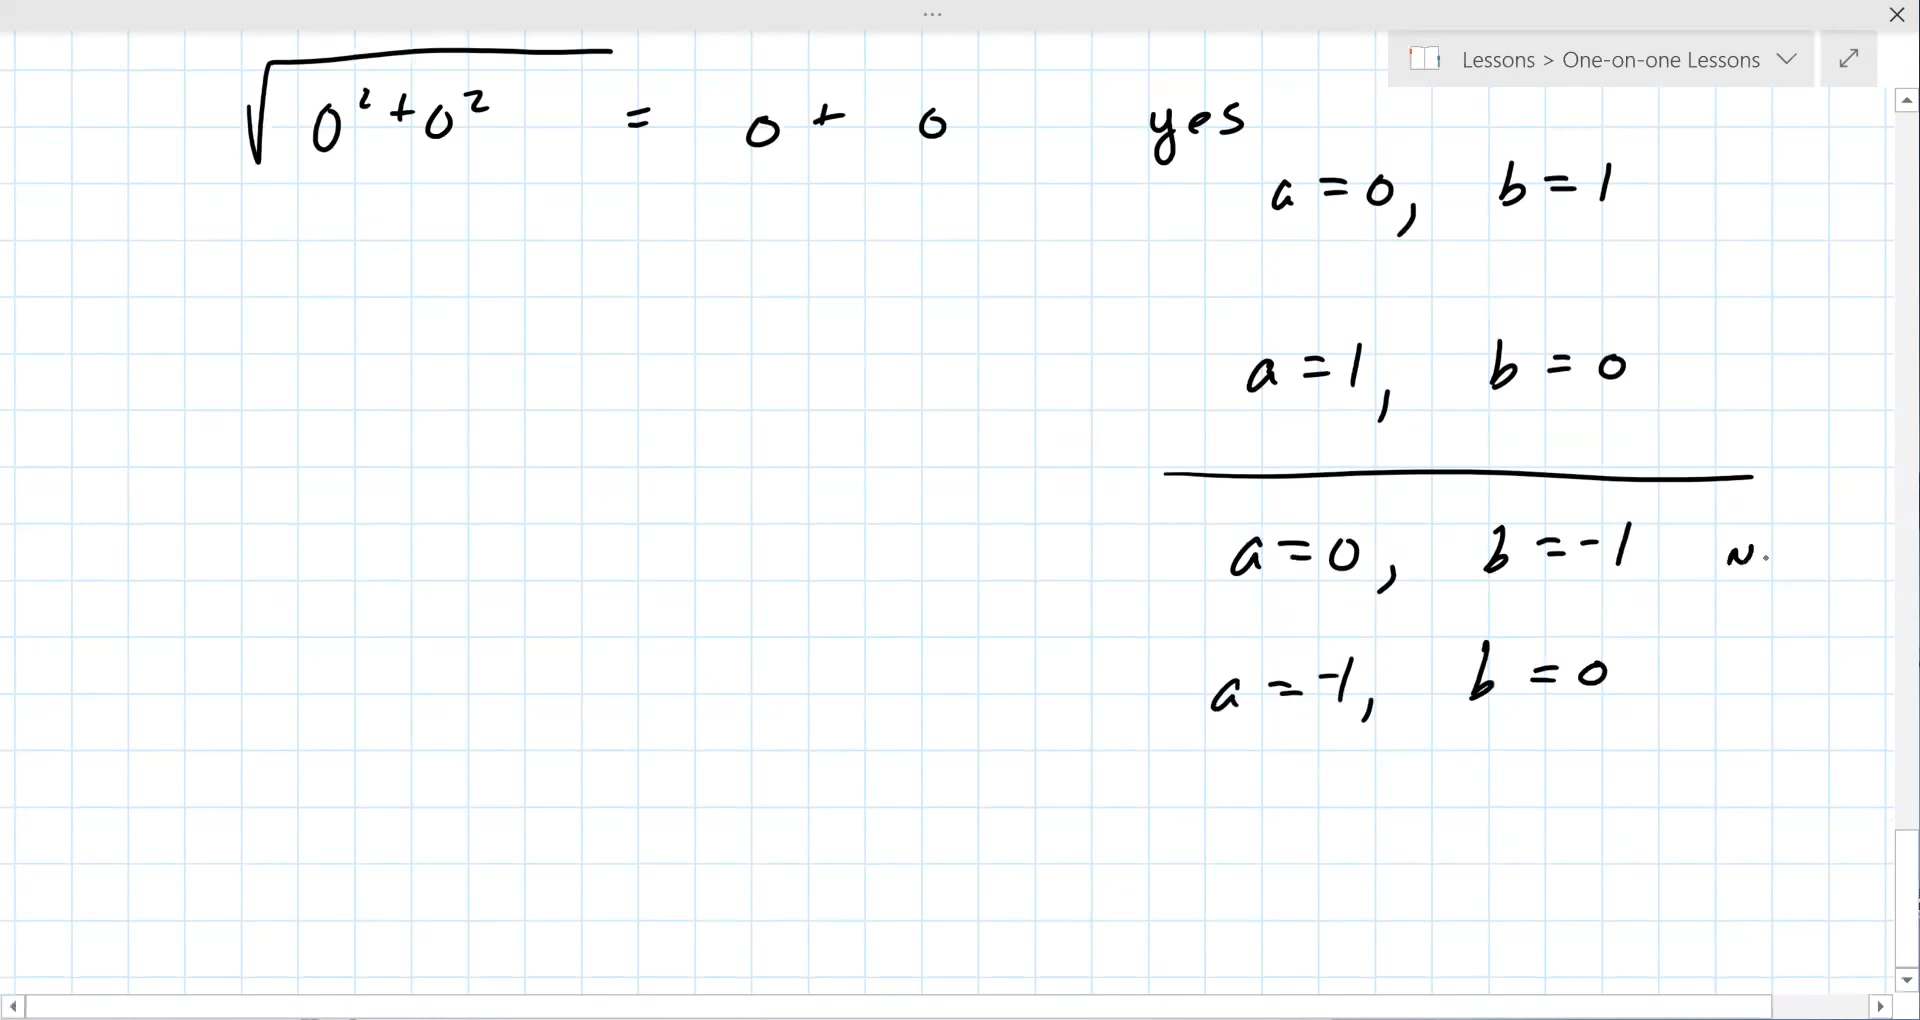 ...
Lessons > One-on-one Lessons
√(0² + 0²) = 0 + 0 yes
a = 0, b = 1
a = 1, b = 0
a = 0, b = -1 N.
a = -1, b = 0